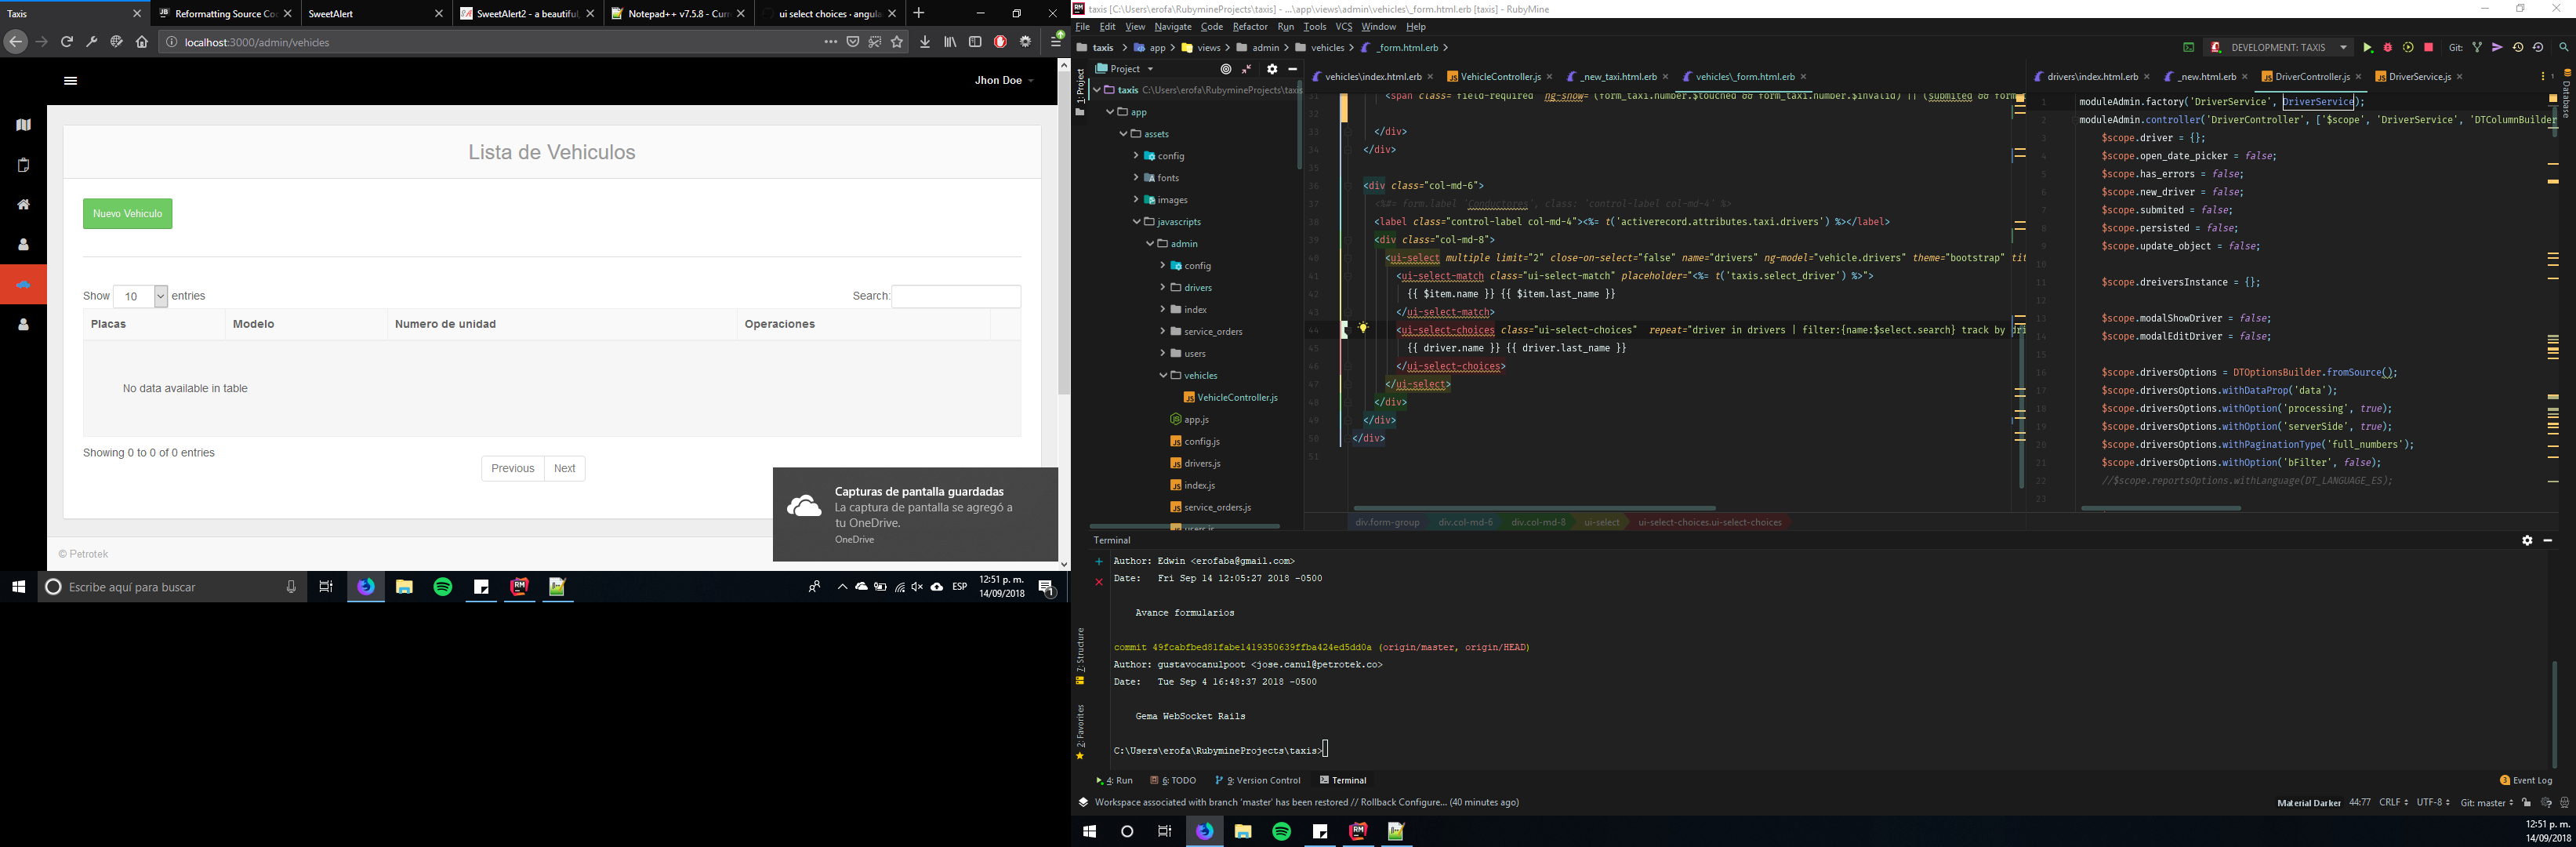 Taxis
Reformatting Source Co
SweetAlert
SweetAlert2 - a beautiful,
Notepad++ v7.5.8 - Curr
ui select choices · angula
localhost:3000/admin/vehicles
Jhon Doe
Lista de Vehiculos
Nuevo Vehiculo
Show 10 entries
Search:
Placas Modelo Numero de unidad Operaciones
No data available in table
Showing 0 to 0 of 0 entries
Previous Next
Capturas de pantalla guardadas
La captura de pantalla se agregó a
tu OneDrive.
OneDrive
© Petrotek
Escribe aquí para buscar
ESP
12:51 p. m.
14/09/2018
1
taxis [C:\Users\erofa\RubymineProjects\taxis] - ...\app\views\admin\vehicles\_form.html.erb [taxis] - RubyMine
File Edit View Navigate Code Refactor Run Tools VCS Window Help
taxis app views admin vehicles _form.html.erb
DEVELOPMENT: TAXIS
Git:
1: Project
Project
taxis C:\Users\erofa\RubymineProjects\taxis
app
assets
config
fonts
images
javascripts
admin
config
drivers
index
service_orders
users
vehicles
VehicleController.js
app.js
config.js
drivers.js
index.js
service_orders.js
users.js
vehicles\index.html.erb
VehicleController.js
_new_taxi.html.erb
vehicles\_form.html.erb
31 <span class="field-required" ng-show="(form_taxi.number.$touched && form_taxi.number.$invalid) || (submited && form
32
33 </div>
34 </div>
35
36 <div class="col-md-6">
37 <%#= form.label 'Conductores', class: 'control-label col-md-4' %>
38 <label class="control-label col-md-4"><%= t('activerecord.attributes.taxi.drivers') %></label>
39 <div class="col-md-8">
40 <ui-select multiple limit="2" close-on-select="false" name="drivers" ng-model="vehicle.drivers" theme="bootstrap" tit
41 <ui-select-match class="ui-select-match" placeholder="<%= t('taxis.select_driver') %>">
42 {{ $item.name }} {{ $item.last_name }}
43 </ui-select-match>
44 <ui-select-choices class="ui-select-choices" repeat="driver in drivers | filter:{name:$select.search} track by dri
45 {{ driver.name }} {{ driver.last_name }}
46 </ui-select-choices>
47 </ui-select>
48 </div>
49 </div>
50 </div>
51
div.form-group div.col-md-6 div.col-md-8 ui-select ui-select-choices.ui-select-choices
drivers\index.html.erb
_new.html.erb
DriverController.js
DriverService.js
Database
1 moduleAdmin.factory('DriverService', DriverService);
2 moduleAdmin.controller('DriverController', ['$scope', 'DriverService', 'DTColumnBuilder
3 $scope.driver = {};
4 $scope.open_date_picker = false;
5 $scope.has_errors = false;
6 $scope.new_driver = false;
7 $scope.submited = false;
8 $scope.persisted = false;
9 $scope.update_object = false;
10
11 $scope.dreiversInstance = {};
12
13 $scope.modalShowDriver = false;
14 $scope.modalEditDriver = false;
15
16 $scope.driversOptions = DTOptionsBuilder.fromSource();
17 $scope.driversOptions.withDataProp('data');
18 $scope.driversOptions.withOption('processing', true);
19 $scope.driversOptions.withOption('serverSide', true);
20 $scope.driversOptions.withPaginationType('full_numbers');
21 $scope.driversOptions.withOption('bFilter', false);
22 //$scope.reportsOptions.withLanguage(DT_LANGUAGE_ES);
23
Terminal
Author: Edwin <erofaba@gmail.com>
Date: Fri Sep 14 12:05:27 2018 -0500
Avance formularios
commit 49fcabfbed81fabe1419350639ffba424ed5dd0a (origin/master, origin/HEAD)
Author: gustavocanulpoot <jose.canul@petrotek.co>
Date: Tue Sep 4 16:48:37 2018 -0500
Gema WebSocket Rails
C:\Users\erofa\RubymineProjects\taxis>
7: Structure
2: Favorites
4: Run 6: TODO 9: Version Control Terminal
3 Event Log
Workspace associated with branch 'master' has been restored // Rollback Configure... (40 minutes ago)
Material Darker 44:77 CRLF UTF-8 Git: master
12:51 p. m.
14/09/2018